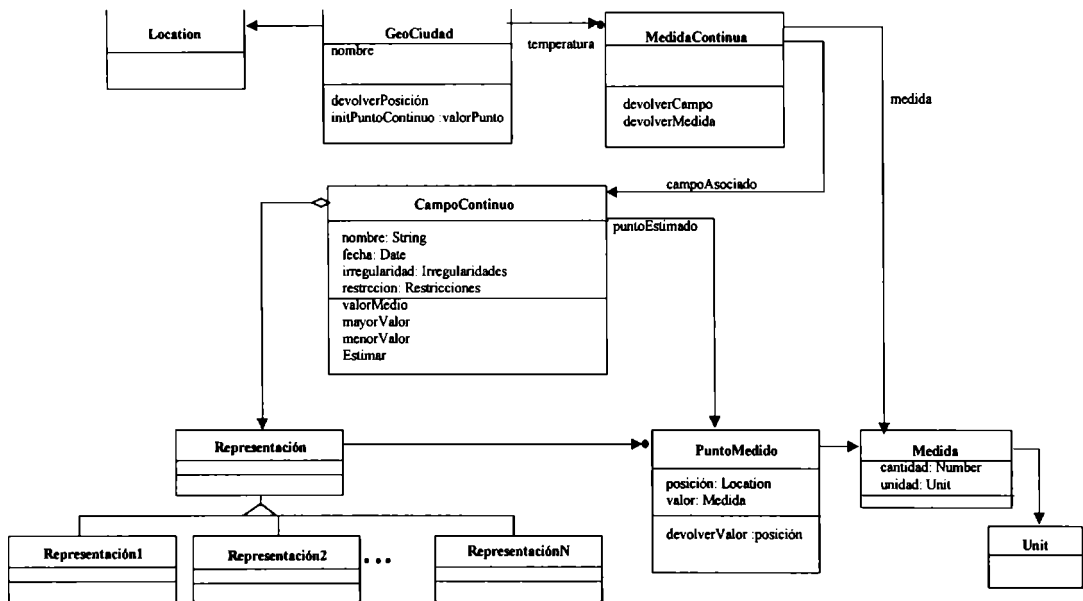 Location
GeoCiudad
nombre
devolverPosición
initPuntoContinuo :valorPunto
temperatura
MedidaContinua
devolverCampo
devolverMedida
medida
campoAsociado
CampoContinuo
nombre: String
fecha: Date
irregularidad: Irregularidades
restrccion: Restricciones
valorMedio
mayorValor
menorValor
Estimar
puntoEstimado
Representación
PuntoMedido
posición: Location
valor: Medida
devolverValor :posición
Medida
cantidad: Number
unidad: Unit
Unit
Representación1
Representación2
...
RepresentaciónN